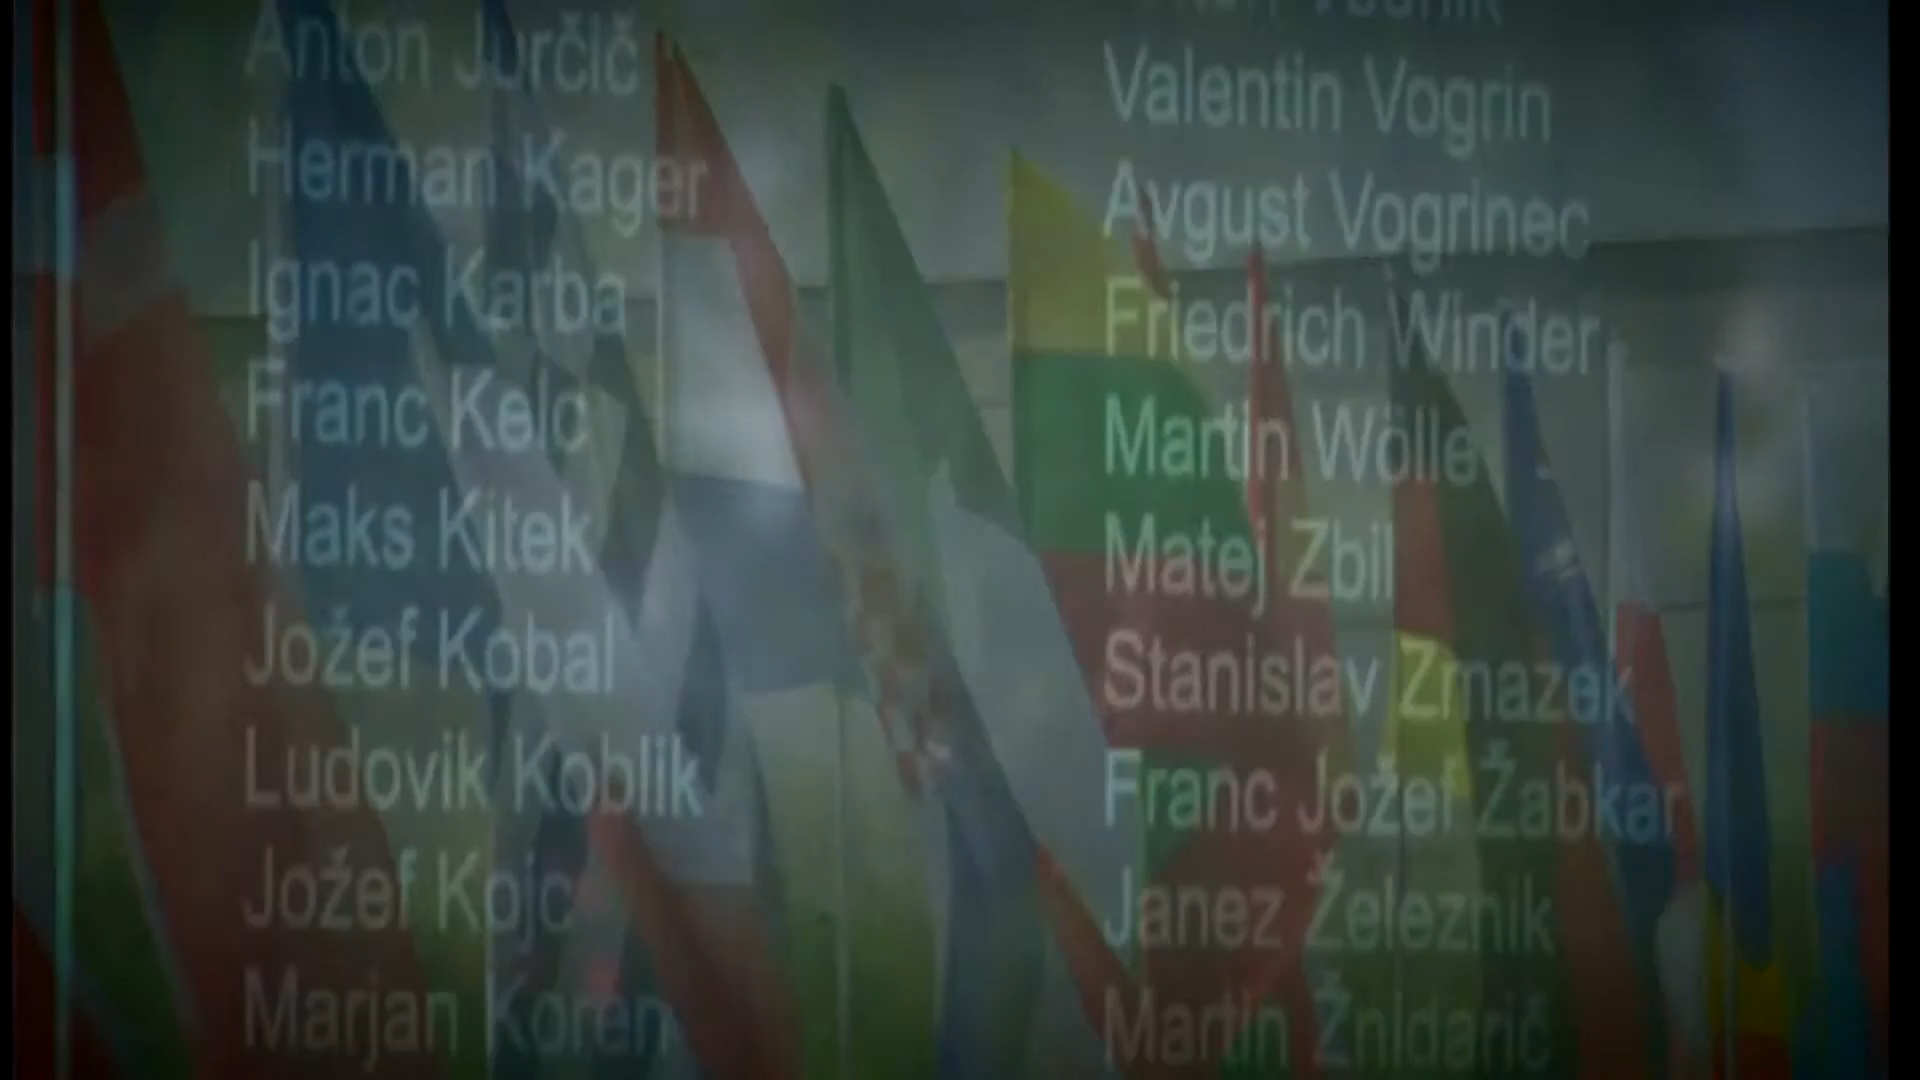 Anton Jurčič
Herman Kager
Ignac Karba
Franc Kelc
Maks Kitek
Jožef Kobal
Ludovik Koblik
Jožef Kojc
Marjan Koren
Valentin Vogrin
Avgust Vogrinec
Friedrich Winder
Martin Wölle
Matej Zbil
Stanislav Zmazek
Franc Jožef Žabkar
Janez Železnik
Martin Žnidarič